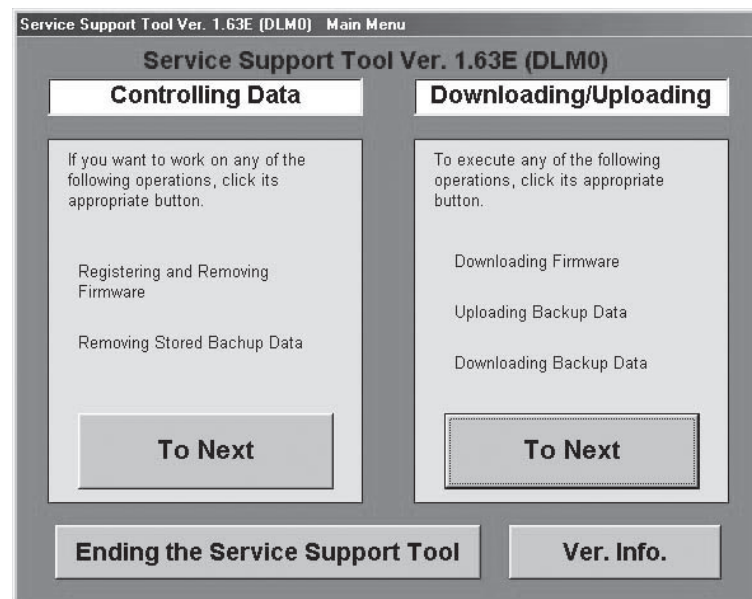 Service Support Tool Ver. 1.63E (DLM0)   Main Menu
Service Support Tool Ver. 1.63E (DLM0)
Controlling Data
If you want to work on any of the
following operations, click its
appropriate button.
Registering and Removing
Firmware
Removing Stored Bachup Data
To Next
Downloading/Uploading
To execute any of the following
operations, click its appropriate
button.
Downloading Firmware
Uploading Backup Data
Downloading Backup Data
To Next
Ending the Service Support Tool
Ver. Info.